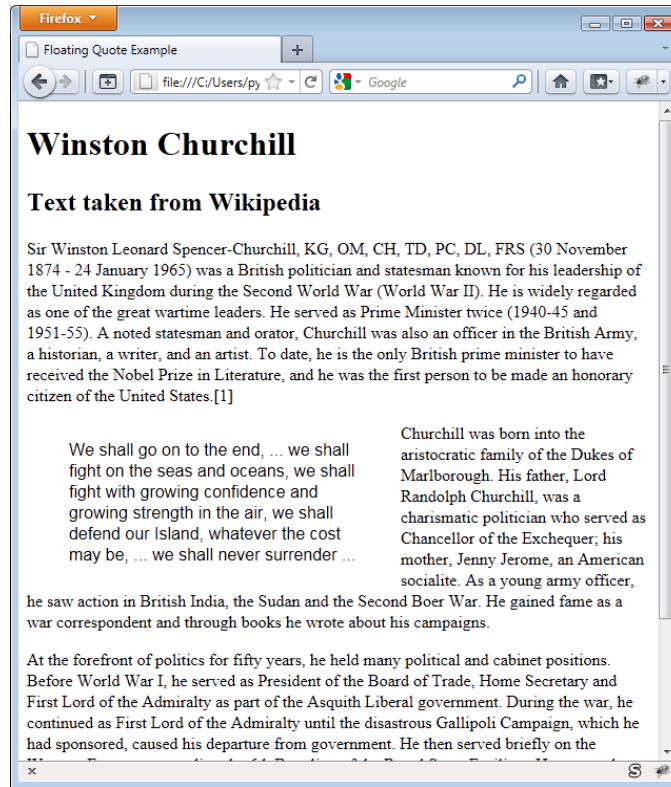 Firefox
Floating Quote Example
file:///C:/Users/py
Google
Winston Churchill
Text taken from Wikipedia
Sir Winston Leonard Spencer-Churchill, KG, OM, CH, TD, PC, DL, FRS (30 November
1874 - 24 January 1965) was a British politician and statesman known for his leadership of
the United Kingdom during the Second World War (World War II). He is widely regarded
as one of the great wartime leaders. He served as Prime Minister twice (1940-45 and
1951-55). A noted statesman and orator, Churchill was also an officer in the British Army,
a historian, a writer, and an artist. To date, he is the only British prime minister to have
received the Nobel Prize in Literature, and he was the first person to be made an honorary
citizen of the United States.[1]
We shall go on to the end, ... we shall
fight on the seas and oceans, we shall
fight with growing confidence and
growing strength in the air, we shall
defend our Island, whatever the cost
may be, ... we shall never surrender ...
Churchill was born into the
aristocratic family of the Dukes of
Marlborough. His father, Lord
Randolph Churchill, was a
charismatic politician who served as
Chancellor of the Exchequer; his
mother, Jenny Jerome, an American
socialite. As a young army officer,
he saw action in British India, the Sudan and the Second Boer War. He gained fame as a
war correspondent and through books he wrote about his campaigns.
At the forefront of politics for fifty years, he held many political and cabinet positions.
Before World War I, he served as President of the Board of Trade, Home Secretary and
First Lord of the Admiralty as part of the Asquith Liberal government. During the war, he
continued as First Lord of the Admiralty until the disastrous Gallipoli Campaign, which he
had sponsored, caused his departure from government. He then served briefly on the